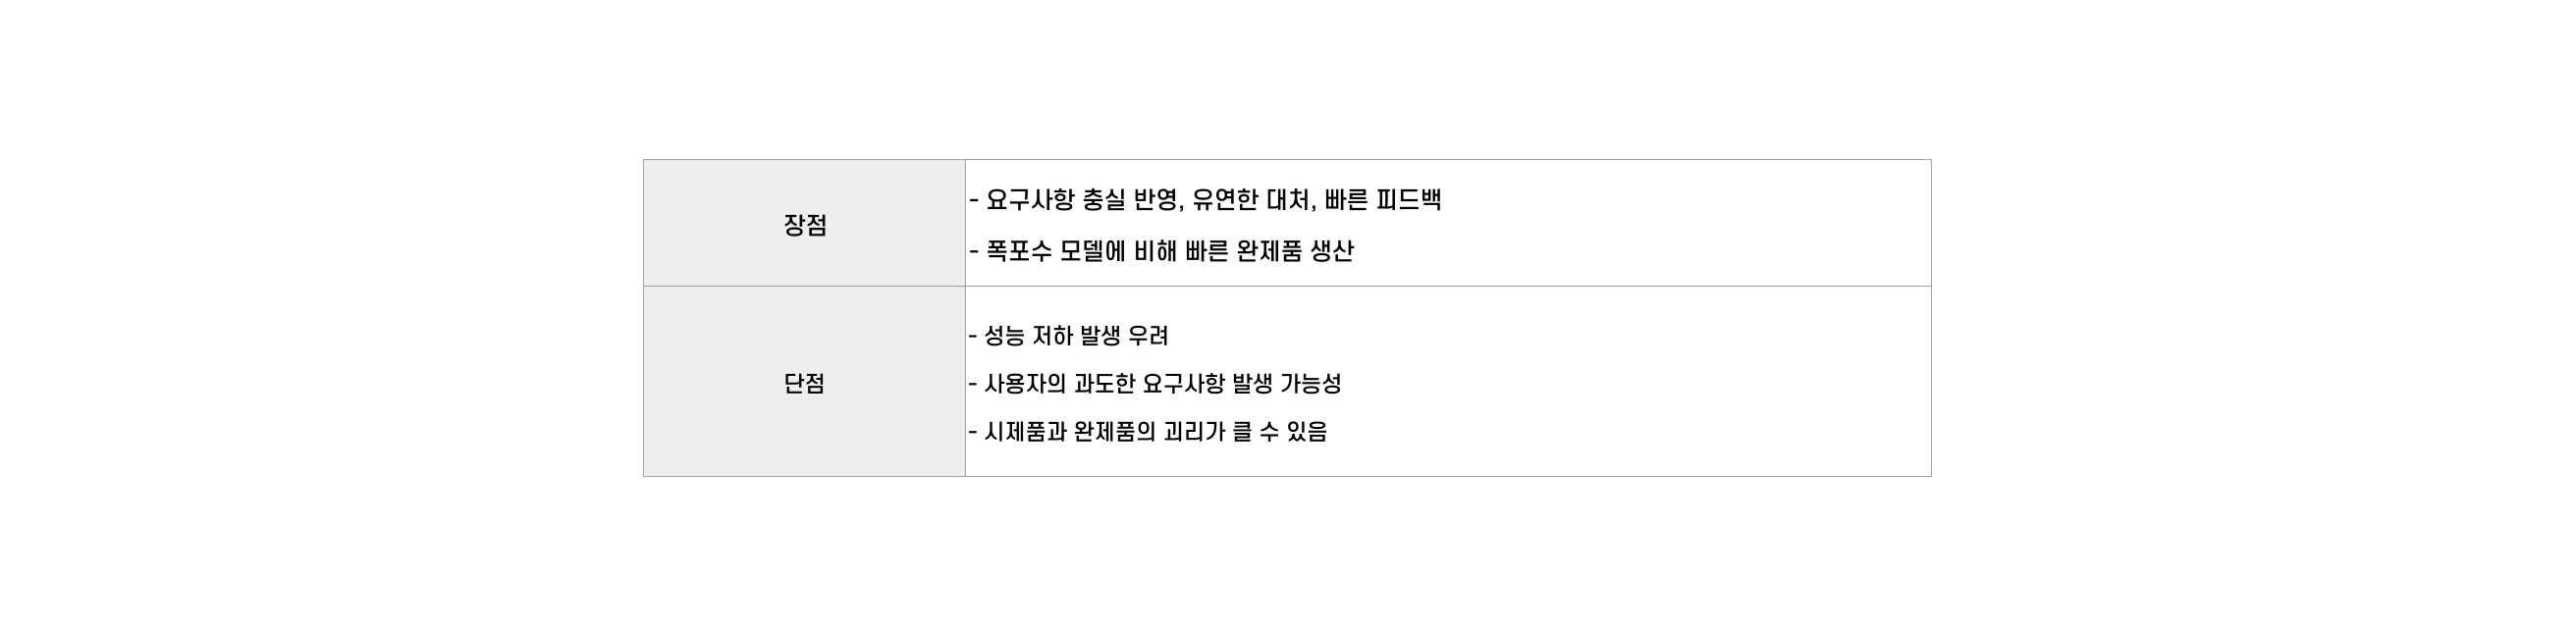 장점
- 요구사항 충실 반영, 유연한 대처, 빠른 피드백
- 폭포수 모델에 비해 빠른 완제품 생산
단점
- 성능 저하 발생 우려
- 사용자의 과도한 요구사항 발생 가능성
- 시제품과 완제품의 괴리가 클 수 있음